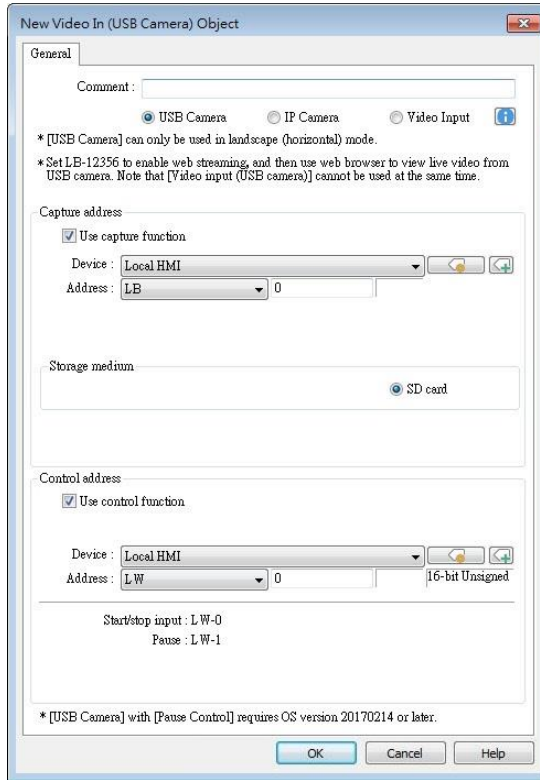 New Video In (USB Camera) Object
General
Comment :
USB Camera IP Camera Video Input
* [USB Camera] can only be used in landscape (horizontal) mode.
* Set LB-12356 to enable web streaming, and then use web browser to view live video from
USB camera. Note that [Video input (USB camera)] cannot be used at the same time.
Capture address
Use capture function
Device : Local HMI
Address : LB 0
Storage medium
SD card
Control address
Use control function
Device : Local HMI
Address : LW 0 16-bit Unsigned
Start/stop input : LW-0
Pause : LW-1
* [USB Camera] with [Pause Control] requires OS version 20170214 or later.
OK Cancel Help